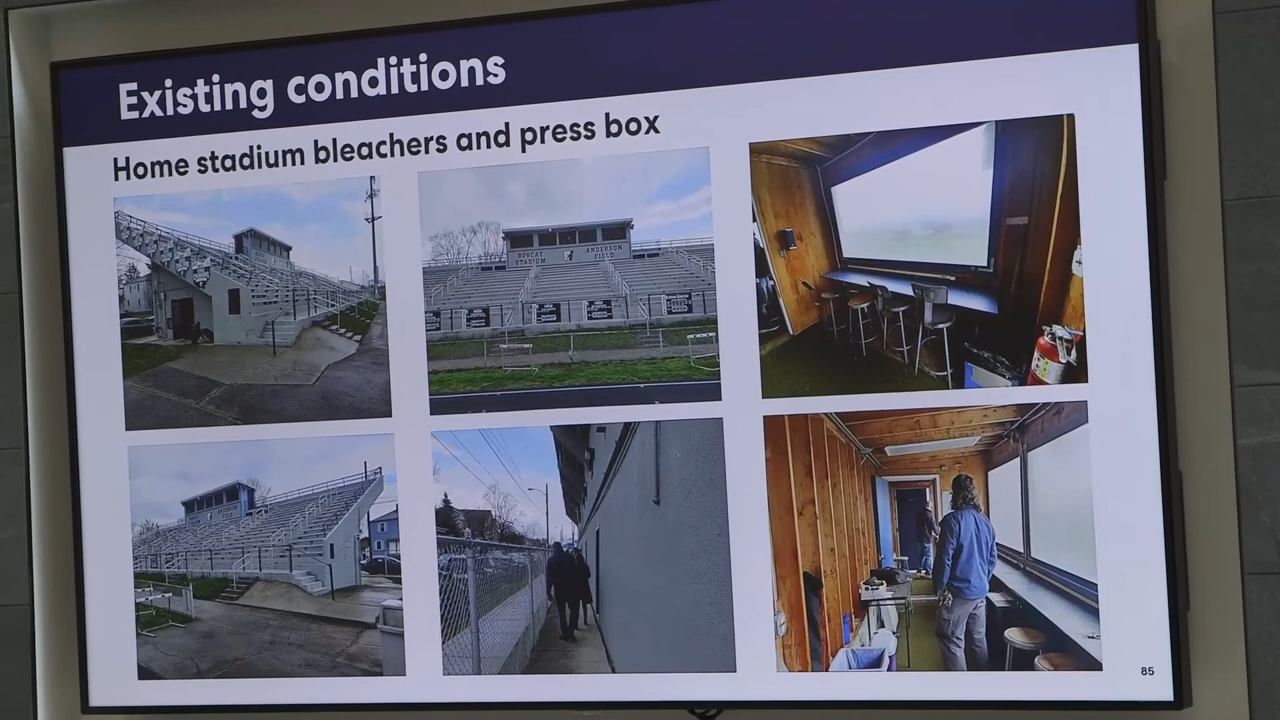 Existing conditions
Home stadium bleachers and press box
BOBCAT STADIUM
ANDERSON FIELD
85